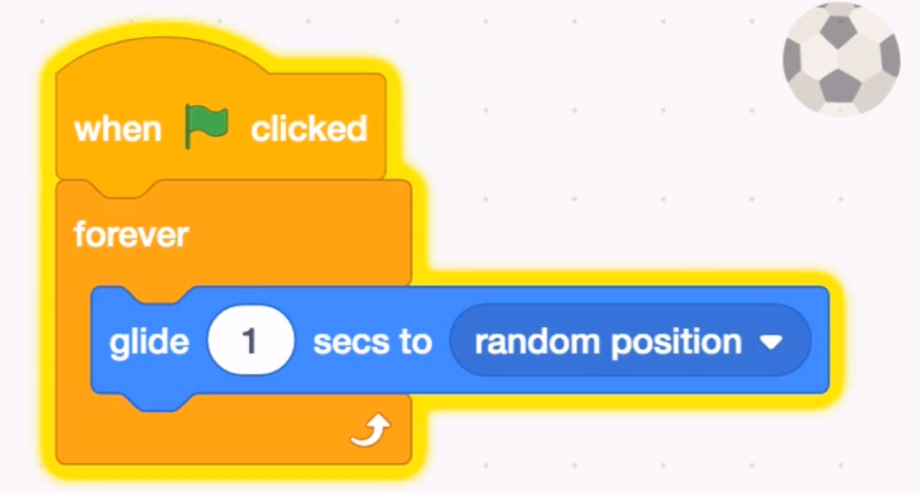 when clicked
forever
glide 1 secs to random position